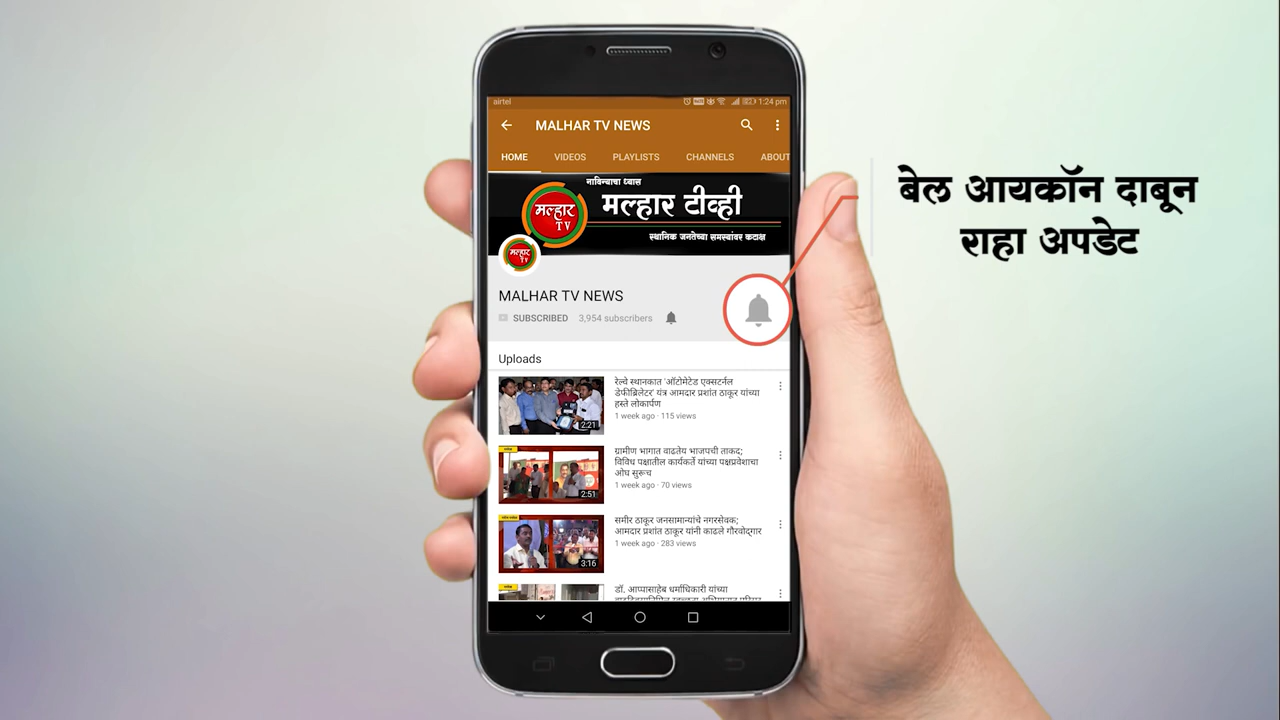 airtel 1:24 pm
MALHAR TV NEWS
HOME VIDEOS PLAYLISTS CHANNELS ABOUT
नाविन्याचा ध्यास
मल्हार टीव्ही
स्थानिक जनतेच्या समस्यांवर कटाक्ष
मल्हार
TV
मल्हार
TV
बेल आयकॉन दाबून
राहा अपडेट
MALHAR TV NEWS
SUBSCRIBED 3,954 subscribers
Uploads
रेल्वे स्थानकात 'ऑटोमेटेड एक्सटर्नल
डेफीब्रिलेटर' यंत्र आमदार प्रशांत ठाकूर यांच्या
हस्ते लोकार्पण
1 week ago · 115 views
2:21
ग्रामीण भागात वाढतेय भाजपची ताकद;
विविध पक्षातील कार्यकर्ते यांच्या पक्षप्रवेशाचा
ओघ सुरूच
1 week ago · 70 views
2:51
समीर ठाकूर जनसामान्यांचे नगरसेवक;
आमदार प्रशांत ठाकूर यांनी काढले गौरवोद्गार
1 week ago · 283 views
3:16
डॉ. आप्पासाहेब धर्माधिकारी यांच्या